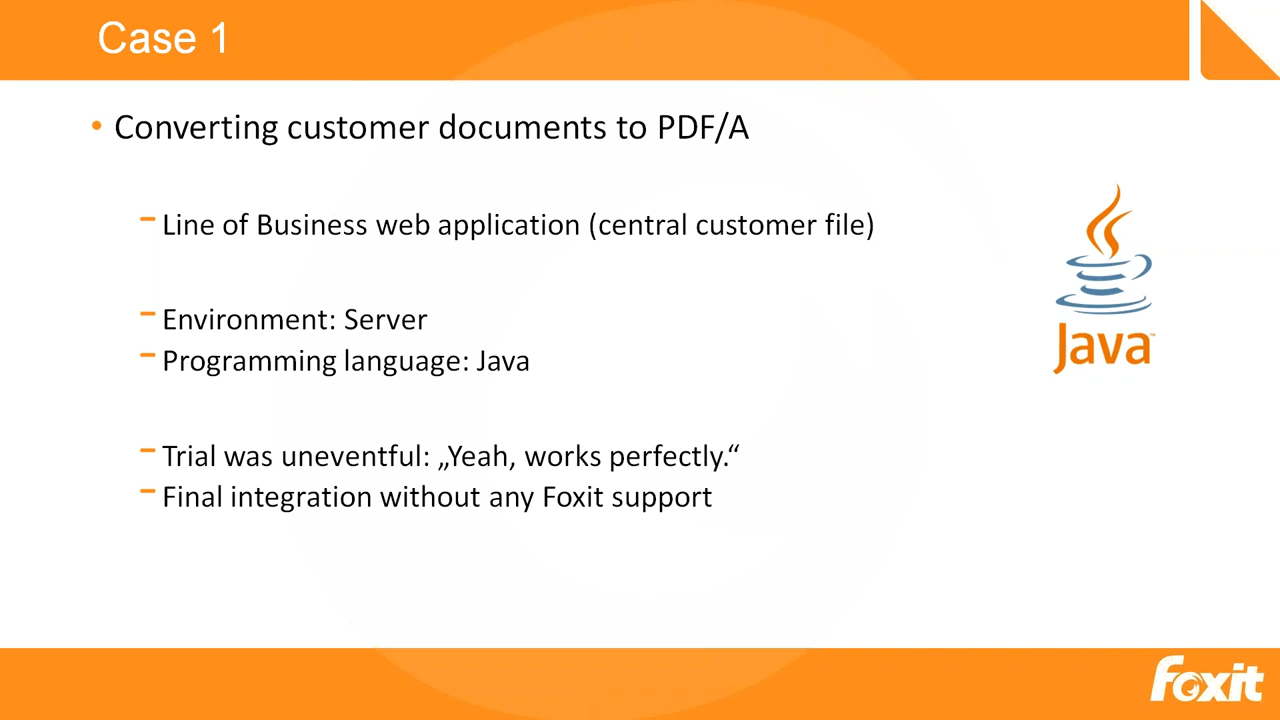 Case 1
• Converting customer documents to PDF/A
– Line of Business web application (central customer file)
– Environment: Server
– Programming language: Java
– Trial was uneventful: „Yeah, works perfectly.“
– Final integration without any Foxit support
Java™
Foxit